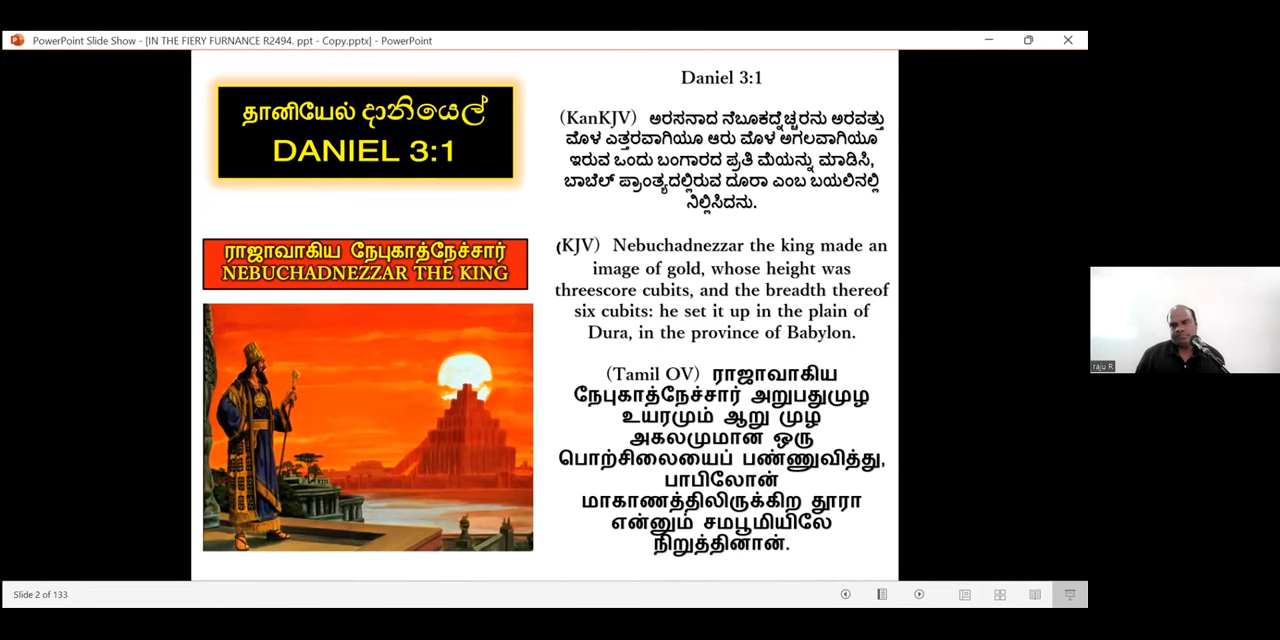 PowerPoint Slide Show - [IN THE FIERY FURNANCE R2494. ppt - Copy.pptx] - PowerPoint
தானியேல் දානියෙල්
DANIEL 3:1
ராஜாவாகிய நேபுகாத்நேச்சார்
NEBUCHADNEZZAR THE KING
Daniel 3:1
(KanKJV) ಅರಸನಾದ ನೆಬೂಕದ್ನೆಚ್ಚರನು ಅರವತ್ತು
ಮೊಳ ಎತ್ತರವಾಗಿಯೂ ಆರು ಮೊಳ ಅಗಲವಾಗಿಯೂ
ಇರುವ ಒಂದು ಬಂಗಾರದ ಪ್ರತಿ ಮೆಯನ್ನು ಮಾಡಿಸಿ,
ಬಾಬೆಲ್ ಪ್ರಾಂತ್ಯದಲ್ಲಿರುವ ದೂರಾ ಎಂಬ ಬಯಲಿನಲ್ಲಿ
ನಿಲ್ಲಿಸಿದನು.
(KJV) Nebuchadnezzar the king made an
image of gold, whose height was
threescore cubits, and the breadth thereof
six cubits: he set it up in the plain of
Dura, in the province of Babylon.
(Tamil OV) ராஜாவாகிய
நேபுகாத்நேச்சார் அறுபதுமுழ
உயரமும் ஆறு முழ
அகலமுமான ஒரு
பொற்சிலையைப் பண்ணுவித்து,
பாபிலோன்
மாகாணத்திலிருக்கிற தூரா
என்னும் சமபூமியிலே
நிறுத்தினான்.
raju R
Slide 2 of 133